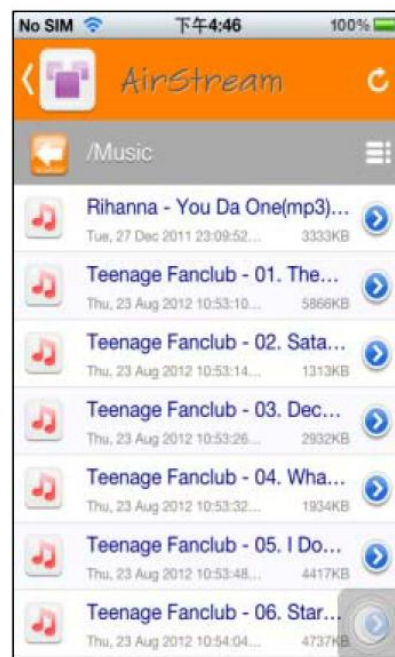 No SIM 下午4:46 100%
AirStream
/Music
Rihanna - You Da One(mp3)...
Tue, 27 Dec 2011 23:09:52... 3333KB
Teenage Fanclub - 01. The...
Thu, 23 Aug 2012 10:53:10... 5866KB
Teenage Fanclub - 02. Sata...
Thu, 23 Aug 2012 10:53:14... 1313KB
Teenage Fanclub - 03. Dec...
Thu, 23 Aug 2012 10:53:26... 2932KB
Teenage Fanclub - 04. Wha...
Thu, 23 Aug 2012 10:53:32... 1934KB
Teenage Fanclub - 05. I Do...
Thu, 23 Aug 2012 10:53:48... 4417KB
Teenage Fanclub - 06. Star...
Thu, 23 Aug 2012 10:54:04... 4737KB